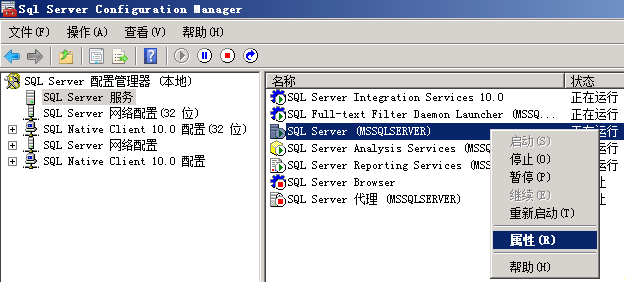 Sql Server Configuration Manager
文件(F) 操作(A) 查看(V) 帮助(H)
SQL Server 配置管理器 (本地)
SQL Server 服务
SQL Server 网络配置(32 位)
SQL Native Client 10.0 配置(32 位)
SQL Server 网络配置
SQL Native Client 10.0 配置
名称 状态
SQL Server Integration Services 10.0 正在运行
SQL Full-text Filter Daemon Launcher (MSSQ... 正在运行
SQL Server (MSSQLSERVER) 正在运行
SQL Server Analysis Services (MSS 运行
SQL Server Reporting Services (MS 运行
SQL Server Browser 止
SQL Server 代理 (MSSQLSERVER) 止
启动(S)
停止(O)
暂停(P)
继续(E)
重新启动(T)
属性(R)
帮助(H)